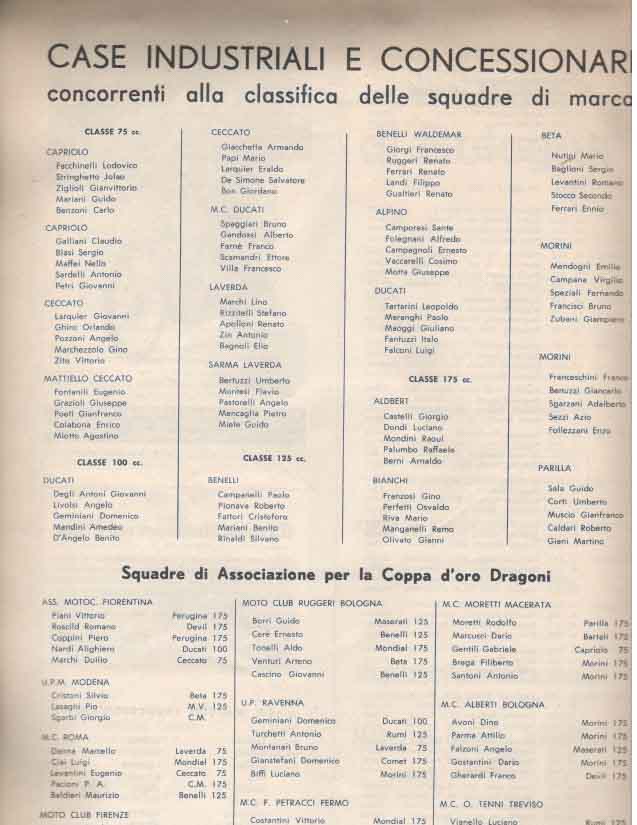 CASE INDUSTRIALI E CONCESSIONARI
concorrenti alla classifica delle squadre di marca
CLASSE 75 cc.
CAPRIOLO
Facchinelli Lodovico
Stringhetto Jolao
Ziglioli Gianvittorio
Mariani Guido
Benzoni Carlo
CAPRIOLO
Galliani Claudio
Blasi Sergio
Maffei Nello
Sardelli Antonio
Petri Giovanni
CECCATO
Larquier Giovanni
Ghiro Orlando
Pozzani Angelo
Marchezzolo Gino
Zito Vittorio
MATTIELLO CECCATO
Fontanili Eugenio
Grazioli Giuseppe
Poeti Gianfranco
Calabona Enrico
Miotto Agostino
CLASSE 100 cc.
DUCATI
Degli Antoni Giovanni
Livolsi Angelo
Geminiani Domenico
Mandini Amedeo
D'Angelo Benito
CECCATO
Giacchetta Armando
Papi Mario
Larquier Eraldo
De Simone Salvatore
Bon Giordano
M.C. DUCATI
Spaggiari Bruno
Gandossi Alberto
Farnè Franco
Scamandri Ettore
Villa Francesco
LAVERDA
Marchi Lino
Rizzitelli Stefano
Apolloni Renato
Zin Antonio
Bagnoli Elio
SARMA LAVERDA
Bertuzzi Umberto
Montesi Flavio
Pastorelli Angelo
Mencaglia Pietro
Miele Guido
CLASSE 125 cc.
BENELLI
Campanelli Paolo
Pionava Roberto
Fattori Cristoforo
Mariani Benito
Rinaldi Silvano
BENELLI WALDEMAR
Giorgi Francesco
Ruggeri Renato
Ferrari Renato
Landi Filippo
Gualtieri Renato
ALPINO
Camporesi Sante
Folegnani Alfredo
Campagnoli Ernesto
Vaccarelli Cosimo
Motta Giuseppe
DUCATI
Tartarini Leopoldo
Maranghi Paolo
Maoggi Giuliano
Fantuzzi Italo
Falconi Luigi
CLASSE 175 cc.
ALDBERT
Castelli Giorgio
Dondi Luciano
Mondini Raoul
Palumbo Raffaele
Berni Arnaldo
BIANCHI
Franzosi Gino
Perfetti Osvaldo
Riva Mario
Manganelli Remo
Olivato Gianni
BETA
Nutini Mario
Baglioni Sergio
Levantini Romano
Stocco Secondo
Ferrari Ennio
MORINI
Mendogni Emilio
Campana Virgilio
Speziali Fernando
Francisci Bruno
Zubani Giampiero
MORINI
Franceschini Franco
Benuzzi Giancarlo
Sgarzani Adalberto
Sezzi Azio
Follezzani Enzo
PARILLA
Sala Guido
Corti Umberto
Muscio Gianfranco
Caldari Roberto
Giani Martino
Squadre di Associazione per la Coppa d'oro Dragoni
ASS. MOTOC. FIORENTINA
Piani Vittorio Perugina 175
Roscild Romano Devil 175
Coppini Piero Perugina 175
Nardi Alighiero Ducati 100
Marchi Duilio Ceccato 75
U.P.M. MODENA
Cristoni Silvio Beta 175
Lasagni Pio M.V. 125
Sgarbi Giorgio C.M.
M.C. ROMA
Danna Marcello Laverda 75
Ciai Luigi Mondial 175
Levantini Eugenio Ceccato 75
Pacioni P. A. C.M. 175
Baldieri Maurizio Benelli 125
MOTO CLUB FIRENZE
MOTO CLUB RUGGERI BOLOGNA
Borri Guido Maserati 125
Cerè Ernesto Benelli 125
Tonelli Aldo Mondial 175
Venturi Arteno Beta 175
Cascino Giovanni Benelli 125
U.P. RAVENNA
Geminiani Domenico Ducati 100
Turchetti Antonio Rumi 125
Montanari Bruno Laverda 75
Gianstefani Domenico Comet 175
Biffi Luciano Morini 175
M.C. F. PETRACCI FERMO
Costantini Vittorio Mondial 175
M.C. MORETTI MACERATA
Moretti Rodolfo Parilla 175
Marcucci Dario Bartali 175
Gentili Gabriele Capriolo 75
Brega Filiberto Morini 175
Santoni Antonio Morini 175
M.C. ALBERTI BOLOGNA
Avoni Dino Morini 175
Parma Attilio Morini 175
Falzoni Angelo Maserati 125
Gostantini Dario Morini 175
Gherardi Franco Devil 175
M.C. O. TENNI TREVISO
Vianello Luciano Rumi 125